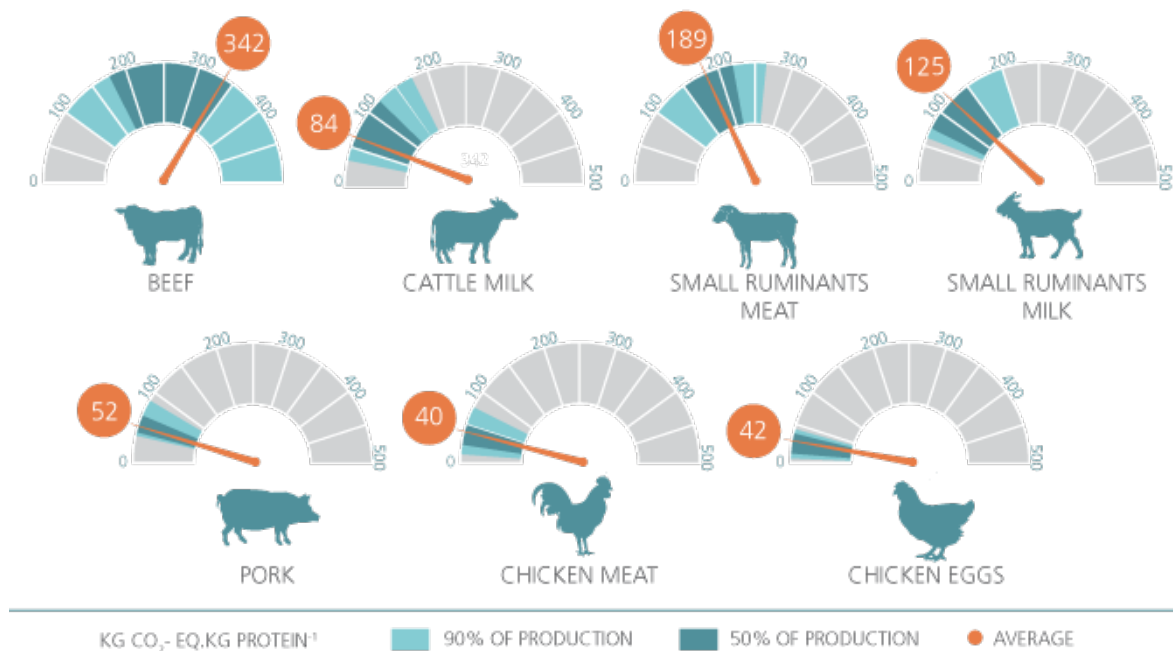 342
0 100 200 300 400
BEEF
84
0 100 200 300 400 500
342
CATTLE MILK
189
0 100 200 300 400 500
SMALL RUMINANTS
MEAT
125
0 100 200 300 400 500
SMALL RUMINANTS
MILK
52
0 100 200 300 400 500
PORK
40
0 100 200 300 400 500
CHICKEN MEAT
42
0 100 200 300 400 500
CHICKEN EGGS
KG CO₂- EQ.KG PROTEIN⁻¹ 90% OF PRODUCTION 50% OF PRODUCTION AVERAGE